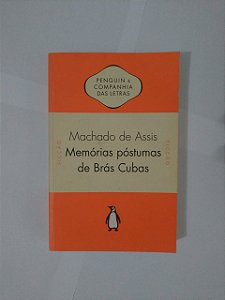 PENGUIN &
COMPANHIA
DAS LETRAS
Machado de Assis
Memórias póstumas
de Brás Cubas